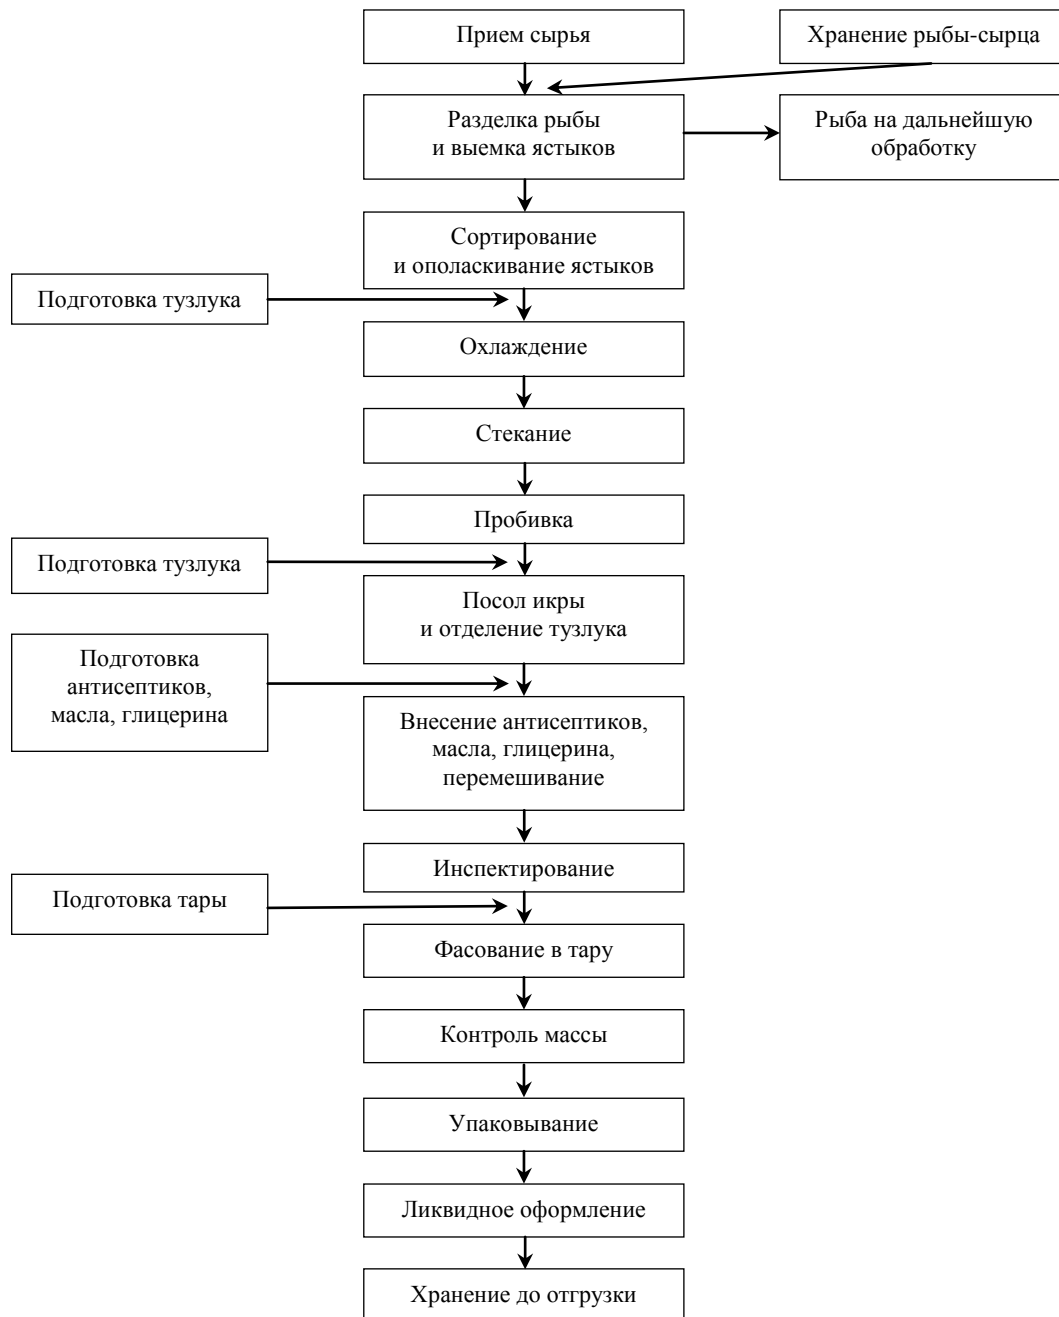 Прием сырья
Хранение рыбы-сырца
Разделка рыбы
и выемка ястыков
Рыба на дальнейшую
обработку
Сортирование
и ополаскивание ястыков
Подготовка тузлука
Охлаждение
Стекание
Пробивка
Подготовка тузлука
Посол икры
и отделение тузлука
Подготовка
антисептиков,
масла, глицерина
Внесение антисептиков,
масла, глицерина,
перемешивание
Инспектирование
Подготовка тары
Фасование в тару
Контроль массы
Упаковывание
Ликвидное оформление
Хранение до отгрузки